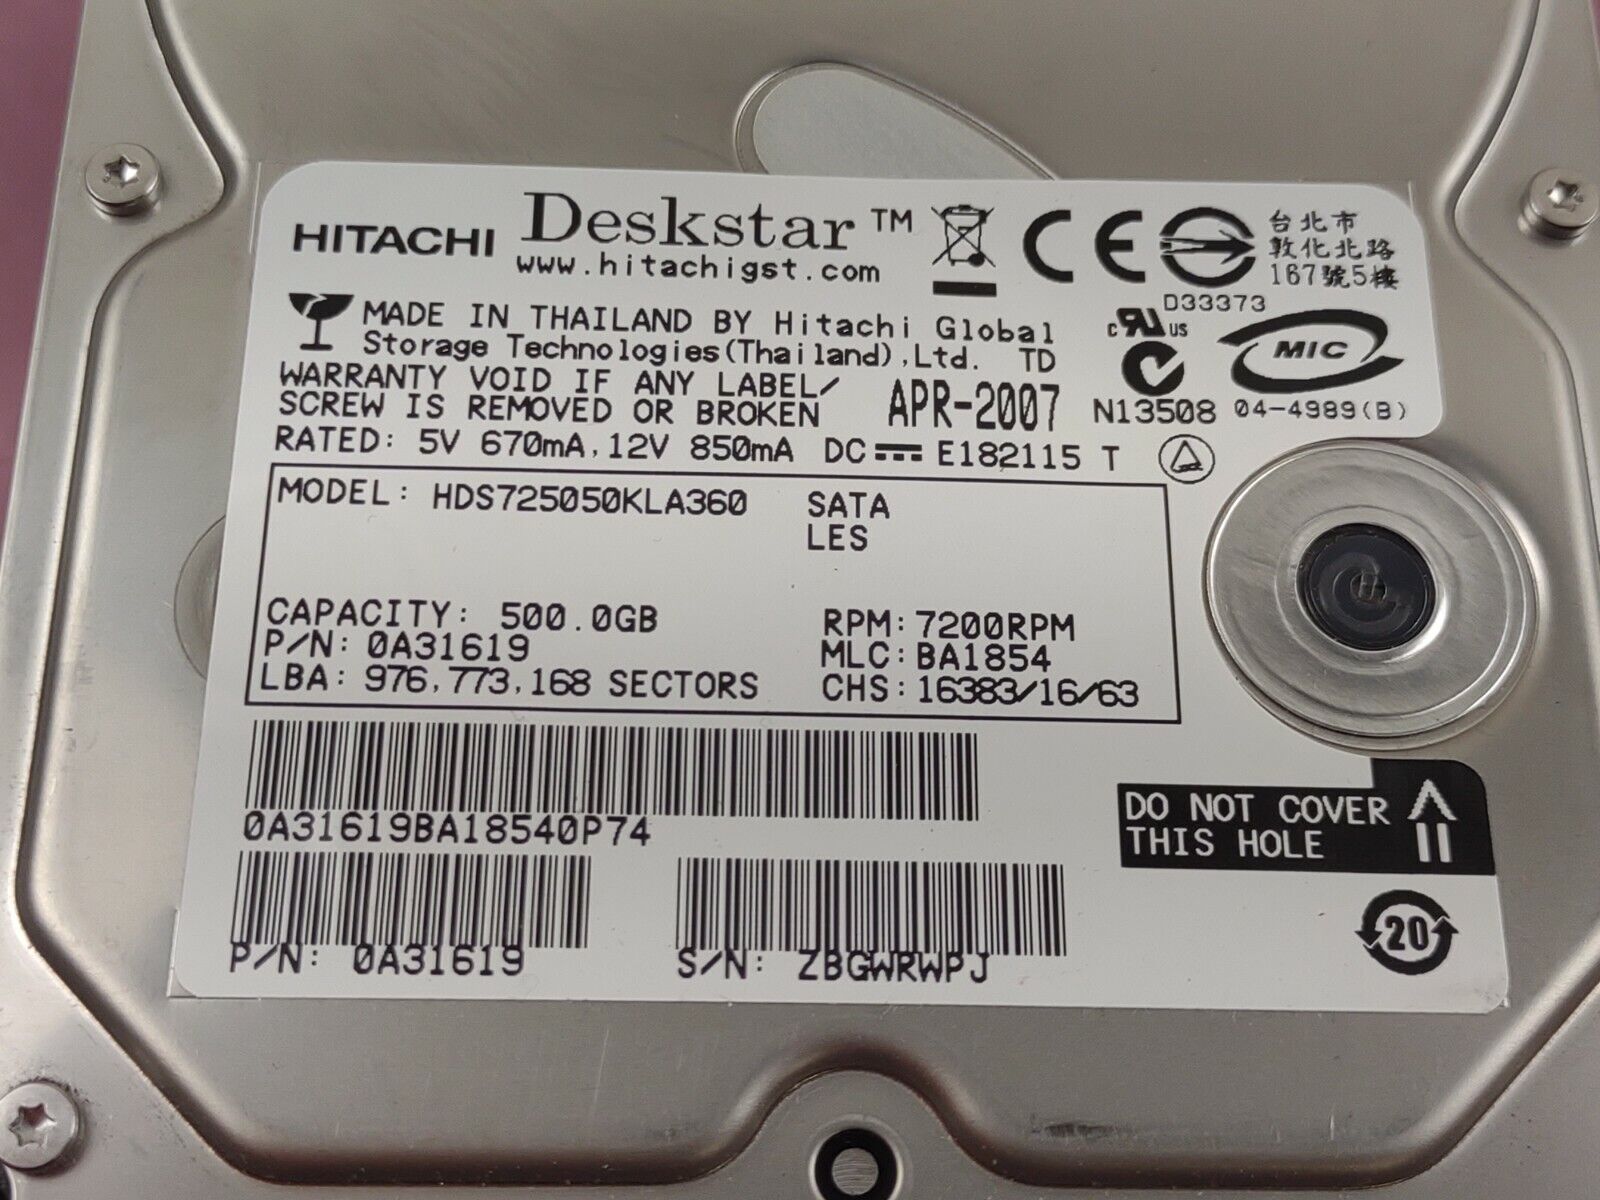 HITACHI Deskstar™
www.hitachigst.com
台北市
敦化北路
167號5樓
D33373
MADE IN THAILAND BY Hitachi Global
Storage Technologies(Thailand),Ltd. TD
WARRANTY VOID IF ANY LABEL/
SCREW IS REMOVED OR BROKEN
APR-2007
c RU US
N13508
MIC
04-4989(B)
RATED: 5V 670mA,12V 850mA DC E182115 T
MODEL: HDS725050KLA360 SATA
LES
CAPACITY: 500.0GB RPM: 7200RPM
P/N: 0A31619 MLC: BA1854
LBA: 976,773,168 SECTORS CHS: 16383/16/63
0A31619BA18540P74
DO NOT COVER
THIS HOLE
P/N: 0A31619 S/N: ZBGWRWPJ
20